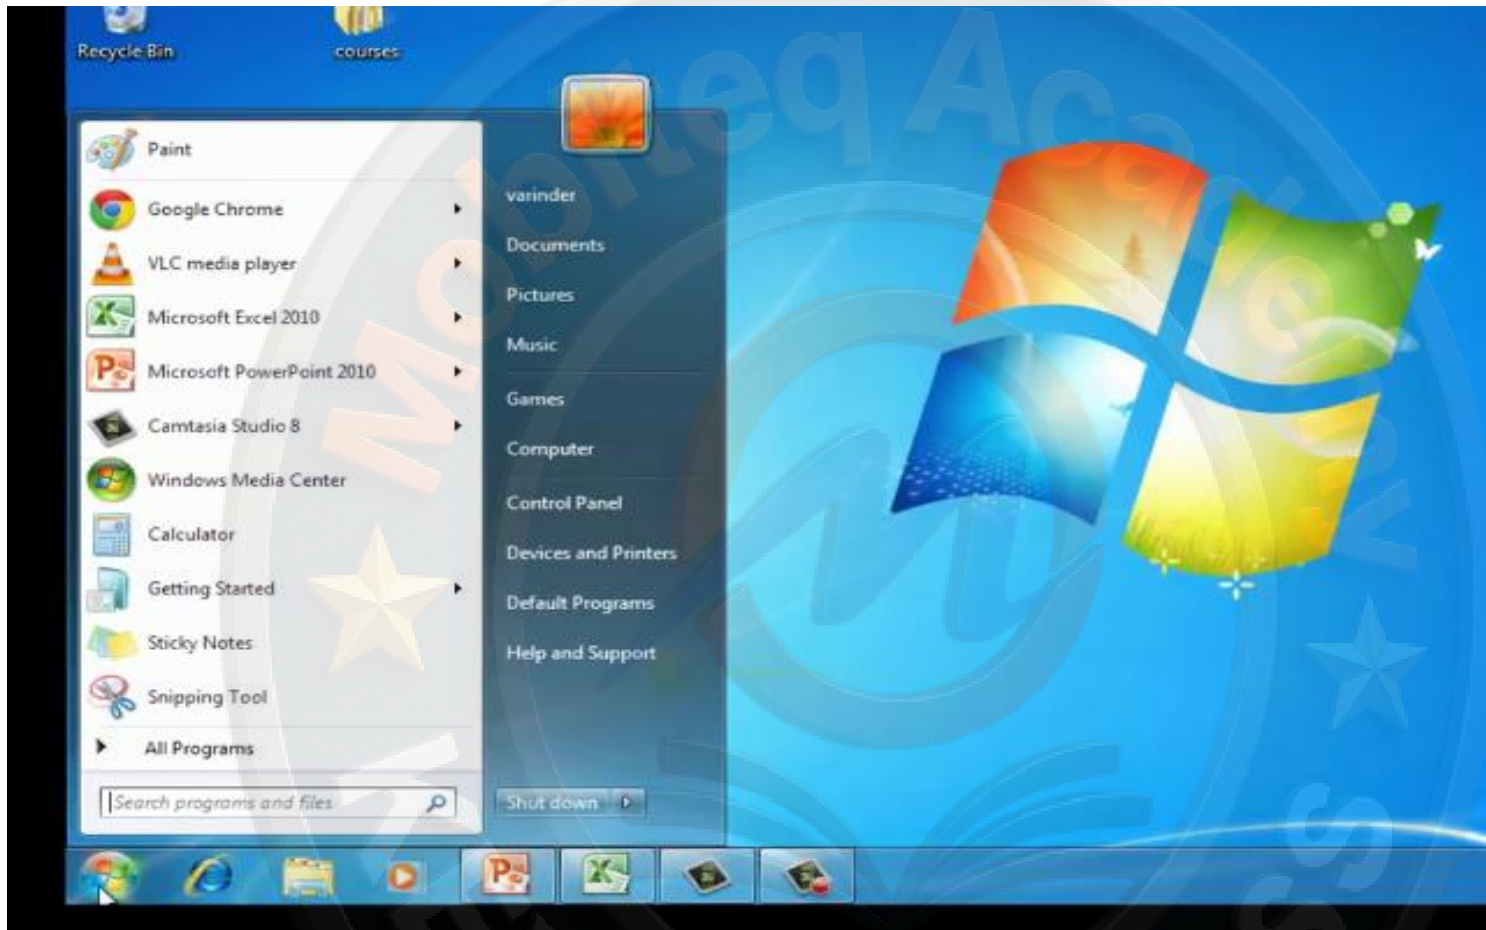 Recycle Bin
courses
Paint
Google Chrome
VLC media player
Microsoft Excel 2010
Microsoft PowerPoint 2010
Camtasia Studio 8
Windows Media Center
Calculator
Getting Started
Sticky Notes
Snipping Tool
All Programs
Search programs and files
varinder
Documents
Pictures
Music
Games
Computer
Control Panel
Devices and Printers
Default Programs
Help and Support
Shut down
Mobiteq Academy